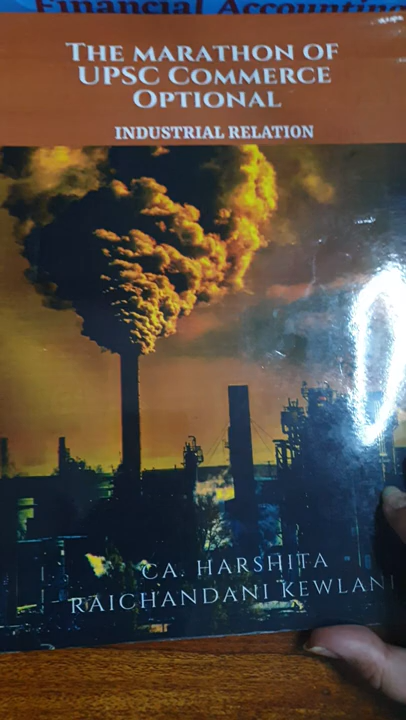 Financial Accounting
THE MARATHON OF
UPSC COMMERCE
OPTIONAL
INDUSTRIAL RELATION
CA. HARSHITA
RAICHANDANI KEWLANI